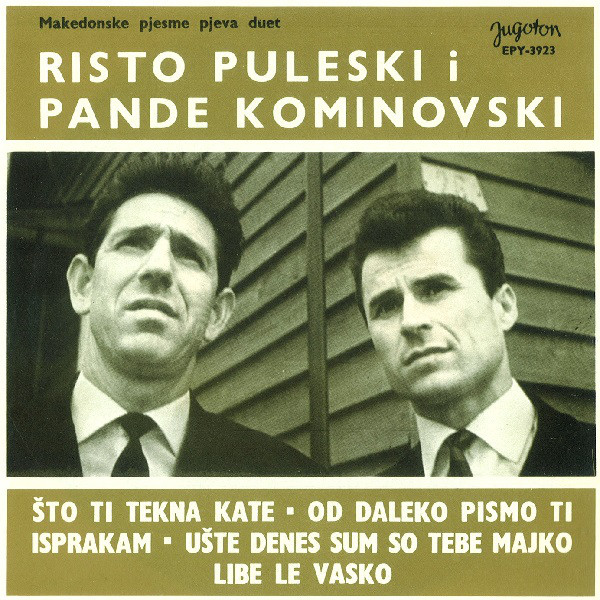 Makedonske pjesme pjeva duet
Jugoton
EPY-3923
RISTO PULESKI i
PANDE KOMINOVSKI
ŠTO TI TEKNA KATE · OD DALEKO PISMO TI
ISPRAKAM · UŠTE DENES SUM SO TEBE MAJKO
LIBE LE VASKO